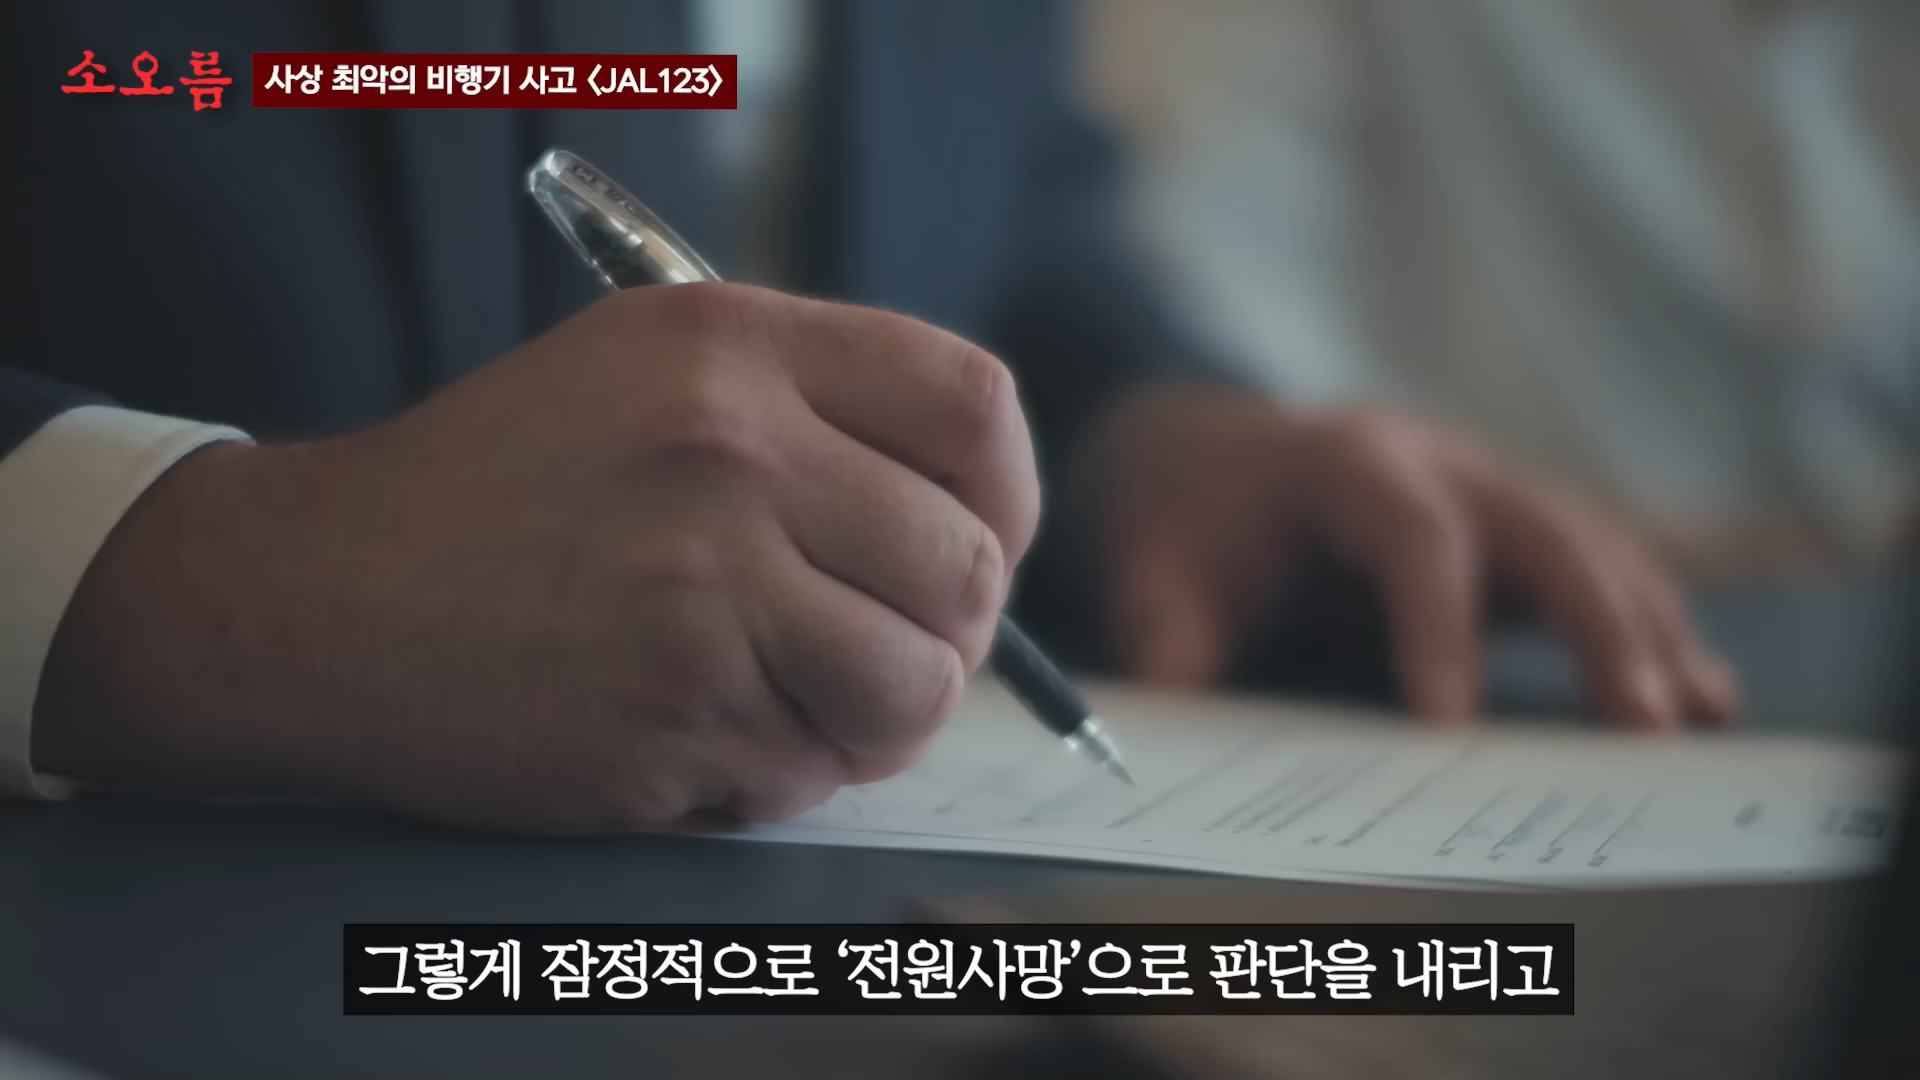 소오름 사상 최악의 비행기 사고 〈JAL123〉
그렇게 잠정적으로 ‘전원사망’으로 판단을 내리고